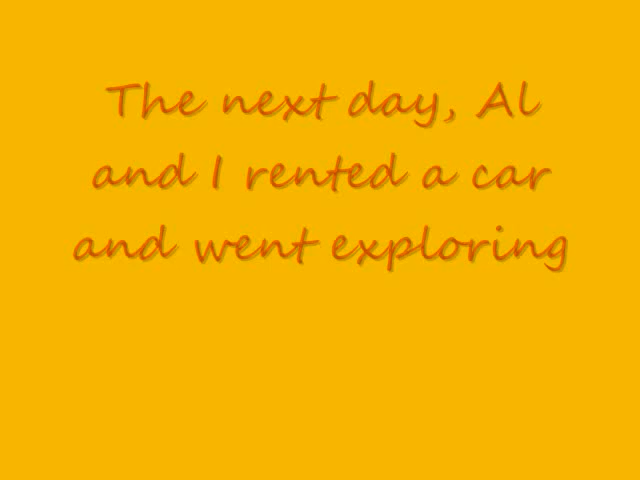 The next day, Al
and I rented a car
and went exploring